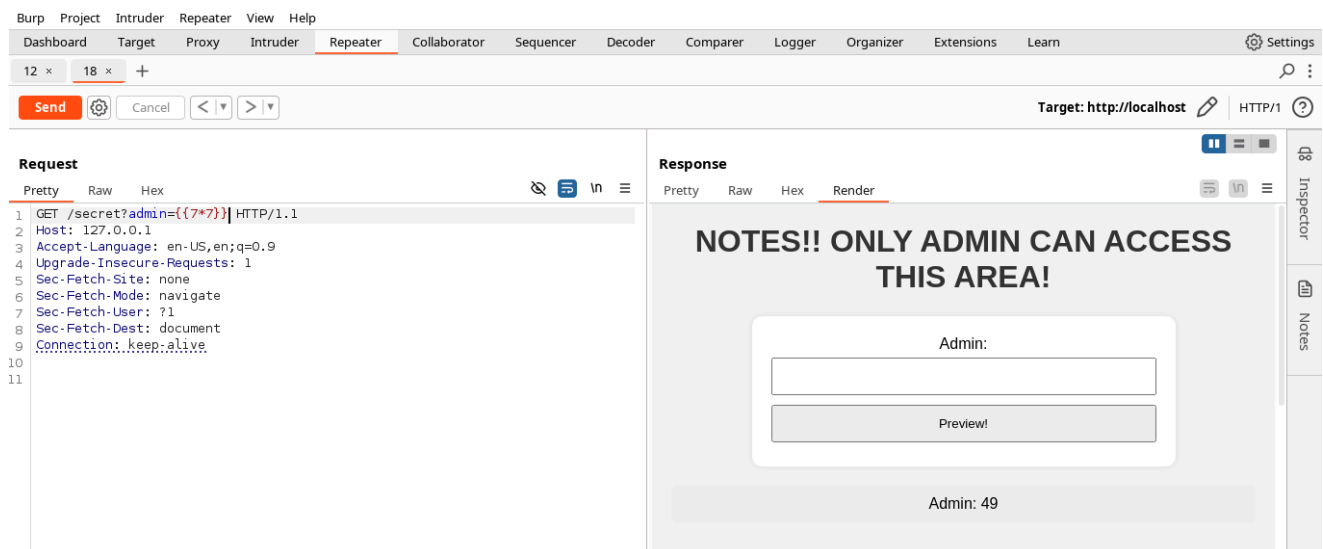 Burp Project Intruder Repeater View Help
Dashboard Target Proxy Intruder Repeater Collaborator Sequencer Decoder Comparer Logger Organizer Extensions Learn Settings
12 × 18 × +
Send Cancel < > Target: http://localhost HTTP/1 ?
Request
Pretty Raw Hex \n
1 GET /secret?admin={{7*7}} HTTP/1.1
2 Host: 127.0.0.1
3 Accept-Language: en-US,en;q=0.9
4 Upgrade-Insecure-Requests: 1
5 Sec-Fetch-Site: none
6 Sec-Fetch-Mode: navigate
7 Sec-Fetch-User: ?1
8 Sec-Fetch-Dest: document
9 Connection: keep-alive
10
11
Response
Pretty Raw Hex Render \n
NOTES!! ONLY ADMIN CAN ACCESS
THIS AREA!
Admin:
Preview!
Admin: 49
Inspector
Notes